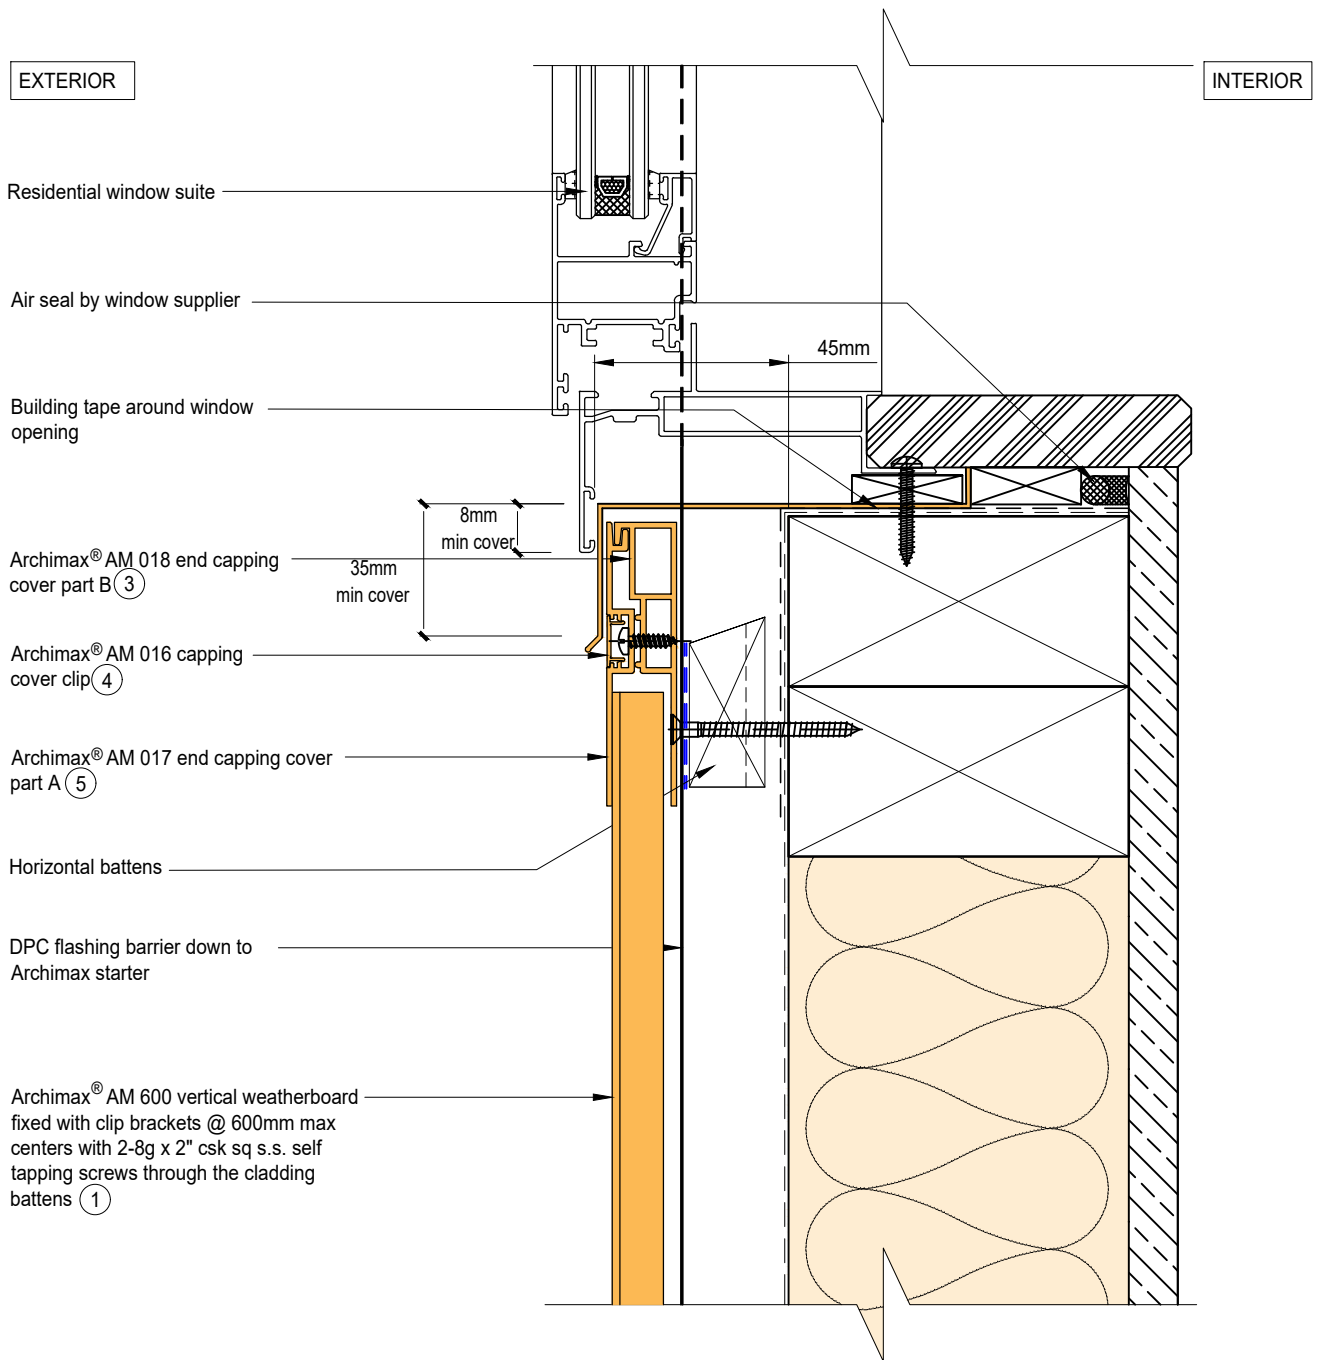 EXTERIOR
INTERIOR
Residential window suite
Air seal by window supplier
45mm
Building tape around window
opening
8mm
min cover
35mm
min cover
Archimax® AM 018 end capping
cover part B 3
Archimax® AM 016 capping
cover clip 4
Archimax® AM 017 end capping cover
part A 5
Horizontal battens
DPC flashing barrier down to
Archimax starter
Archimax® AM 600 vertical weatherboard
fixed with clip brackets @ 600mm max
centers with 2-8g x 2" csk sq s.s. self
tapping screws through the cladding
battens 1